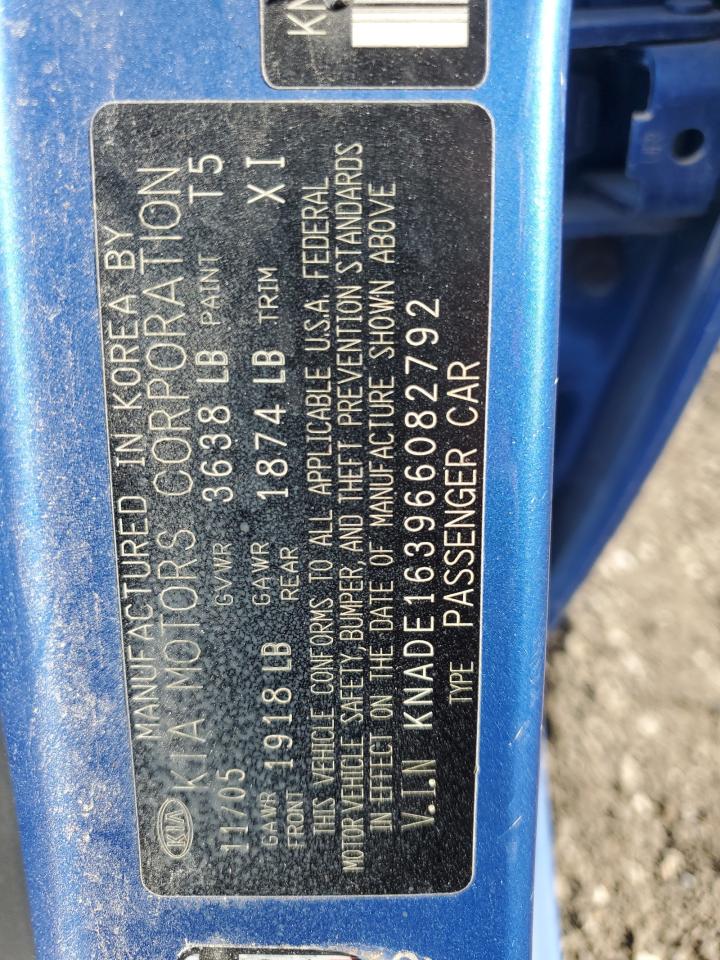 KN
MANUFACTURED IN KOREA BY
KIA KIA MOTORS CORPORATION
11/05 GVWR 3638 LB PAINT T5
GAWR FRONT 1918 LB GAWR REAR 1874 LB TRIM XI
THIS VEHICLE CONFORMS TO ALL APPLICABLE U.S.A. FEDERAL
MOTOR VEHICLE SAFETY, BUMPER, AND THEFT PREVENTION STANDARDS
IN EFFECT ON THE DATE OF MANUFACTURE SHOWN ABOVE
V.I.N KNADE163966082792
TYPE PASSENGER CAR